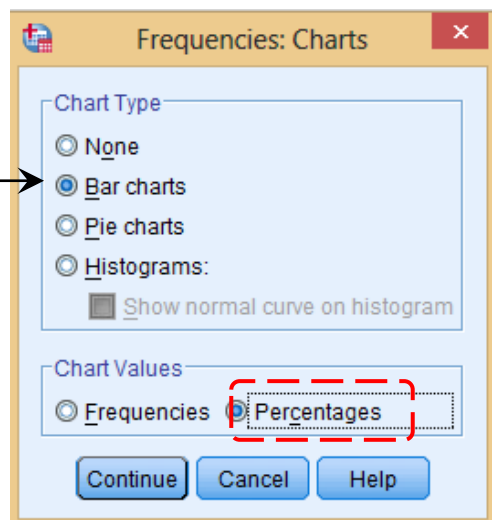 Frequencies: Charts
Chart Type
None
Bar charts
Pie charts
Histograms:
Show normal curve on histogram
Chart Values
Frequencies Percentages
Continue Cancel Help